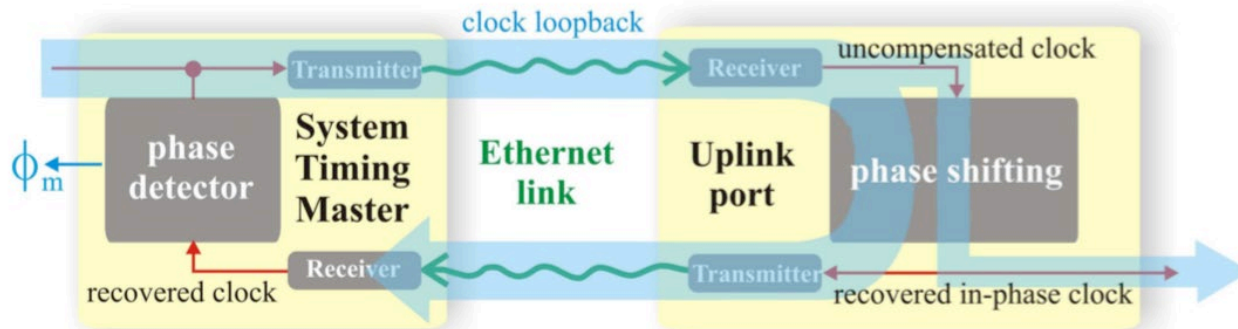 clock loopback
uncompensated clock
Transmitter
Receiver
phase
detector
System
Timing
Master
Ethernet
link
Uplink
port
phase shifting
ϕm
Receiver
Transmitter
recovered clock
recovered in-phase clock